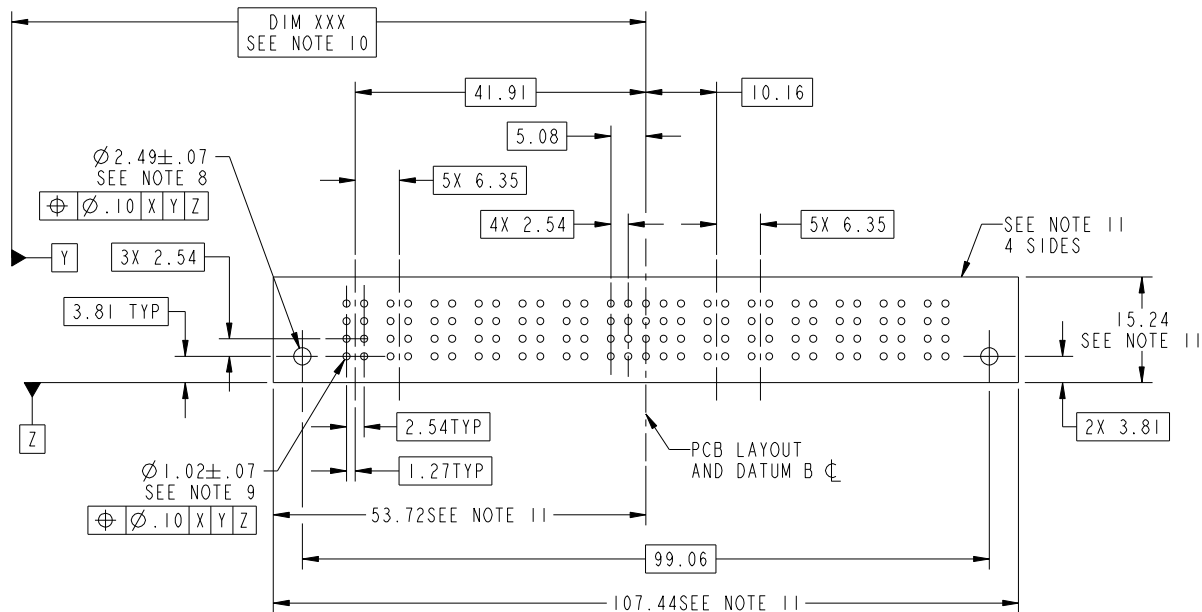 DIM XXX
SEE NOTE 10
41.91
10.16
5.08
Ø2.49±.07
SEE NOTE 8
⌖ Ø.10 X Y Z
5X 6.35
4X 2.54
5X 6.35
SEE NOTE 11
4 SIDES
Y
3X 2.54
3.81 TYP
15.24
SEE NOTE 11
Z
2.54TYP
2X 3.81
Ø1.02±.07
SEE NOTE 9
⌖ Ø.10 X Y Z
1.27TYP
PCB LAYOUT
AND DATUM B ℄
53.72SEE NOTE 11
99.06
107.44SEE NOTE 11